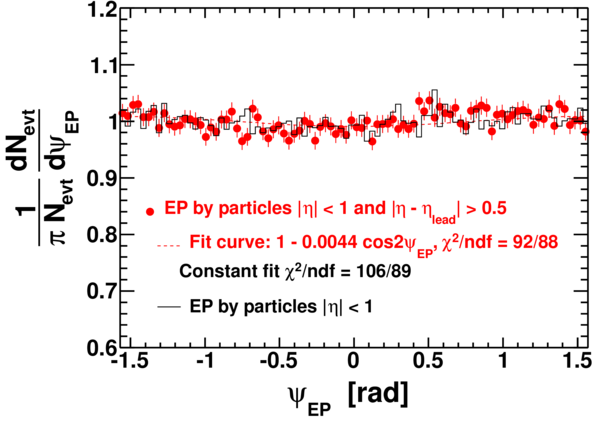 1.2
1.1
1
0.9
0.8
0.7
0.6
1/(π N_evt) dN_evt/dψ_EP
EP by particles |η| < 1 and |η - η_lead| > 0.5
Fit curve: 1 - 0.0044 cos2ψ_EP, χ²/ndf = 92/88
Constant fit χ²/ndf = 106/89
EP by particles |η| < 1
-1.5 -1 -0.5 0 0.5 1 1.5
ψ_EP [rad]